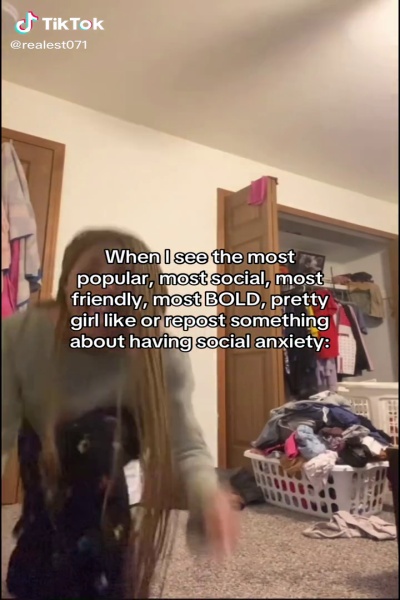 TikTok
@realest071
When I see the most
popular, most social, most
friendly, most BOLD, pretty
girl like or repost something
about having social anxiety: